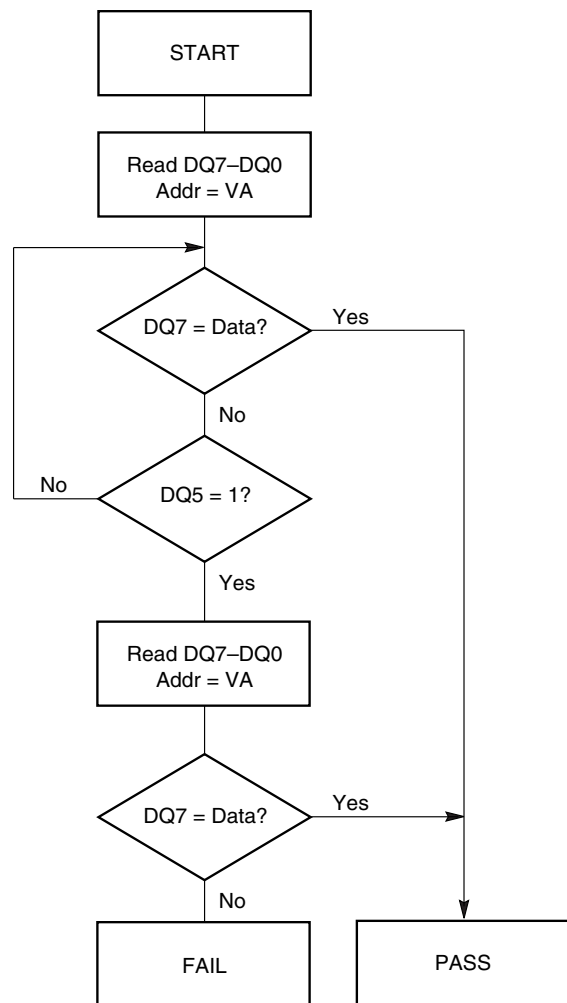 START
Read DQ7–DQ0
Addr = VA
DQ7 = Data?
Yes
No
No
DQ5 = 1?
Yes
Read DQ7–DQ0
Addr = VA
DQ7 = Data?
Yes
No
FAIL
PASS